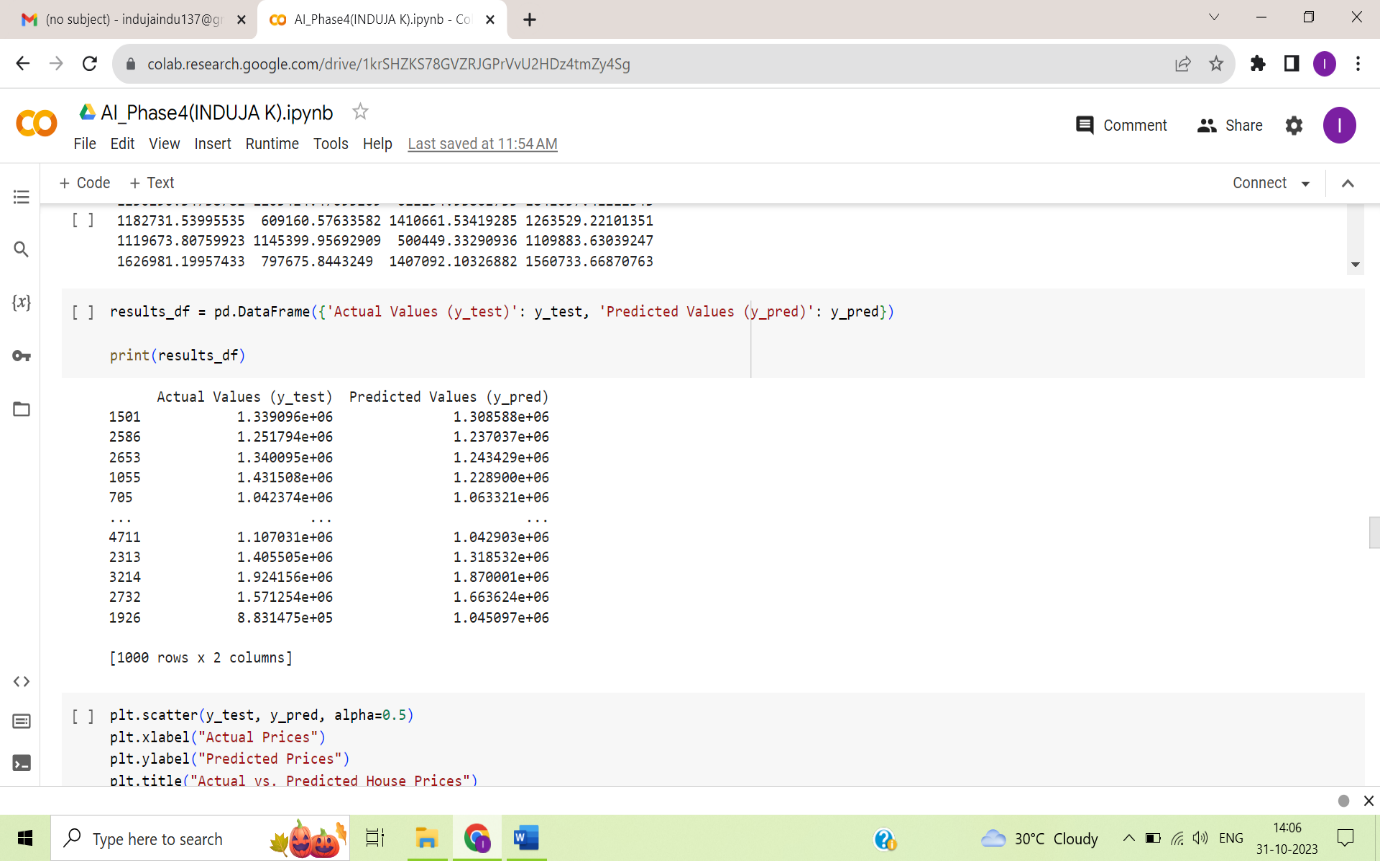 (no subject) - indujaindu137@g
AI_Phase4(INDUJA K).ipynb - Co
colab.research.google.com/drive/1krSHZKS78GVZRJGPrVvU2HDz4tmZy4Sg
I
AI_Phase4(INDUJA K).ipynb
File Edit View Insert Runtime Tools Help Last saved at 11:54 AM
Comment Share I
+ Code + Text Connect
[ ] 1182731.53995535 609160.57633582 1410661.53419285 1263529.22101351
1119673.80759923 1145399.95692909 500449.33290936 1109883.63039247
1626981.19957433 797675.8443249 1407092.10326882 1560733.66870763
{x}
[ ] results_df = pd.DataFrame({'Actual Values (y_test)': y_test, 'Predicted Values (y_pred)': y_pred})
print(results_df)
Actual Values (y_test) Predicted Values (y_pred)
1501 1.339096e+06 1.308588e+06
2586 1.251794e+06 1.237037e+06
2653 1.340095e+06 1.243429e+06
1055 1.431508e+06 1.228900e+06
705 1.042374e+06 1.063321e+06
... ... ...
4711 1.107031e+06 1.042903e+06
2313 1.405505e+06 1.318532e+06
3214 1.924156e+06 1.870001e+06
2732 1.571254e+06 1.663624e+06
1926 8.831475e+05 1.045097e+06
[1000 rows x 2 columns]
[ ] plt.scatter(y_test, y_pred, alpha=0.5)
plt.xlabel("Actual Prices")
plt.ylabel("Predicted Prices")
plt.title("Actual vs. Predicted House Prices")
Type here to search
30°C Cloudy
ENG
14:06
31-10-2023